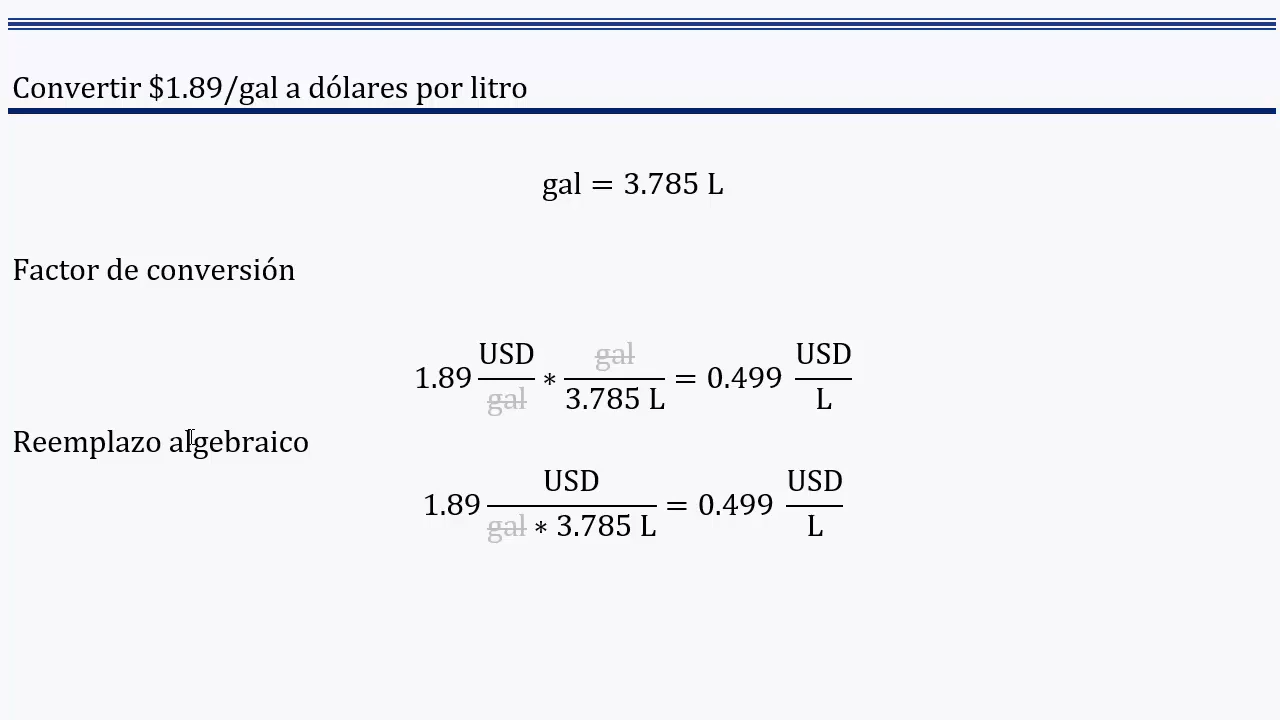 Convertir $1.89/gal a dólares por litro
gal = 3.785 L
Factor de conversión
1.89 USD/gal * gal/3.785 L = 0.499 USD/L
Reemplazo algebraico
1.89 USD/gal * 3.785 L = 0.499 USD/L